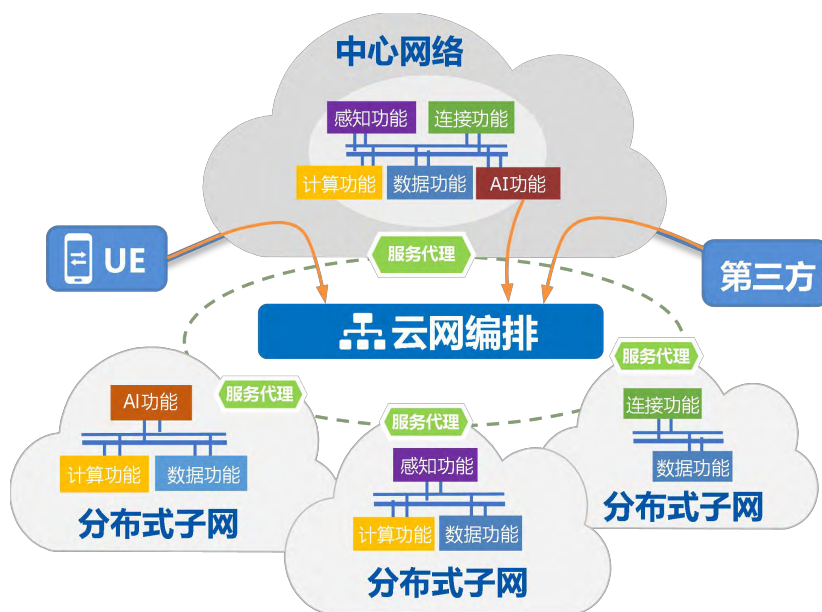 中心网络
感知功能
连接功能
计算功能
数据功能
AI功能
UE
服务代理
第三方
云网编排
服务代理
服务代理
服务代理
AI功能
计算功能
数据功能
分布式子网
感知功能
计算功能
数据功能
分布式子网
连接功能
数据功能
分布式子网